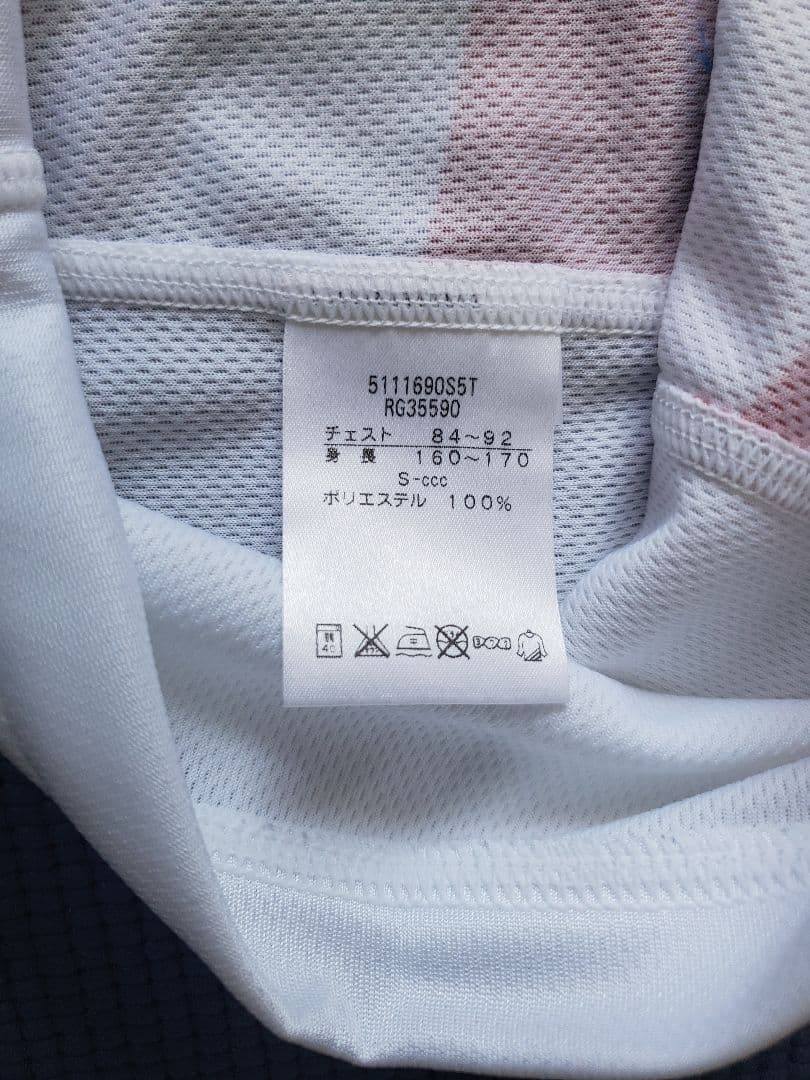 5111690S5T
RG35590
チェスト 84～92
身 長 160～170
S-ccc
ポリエステル 100%
40